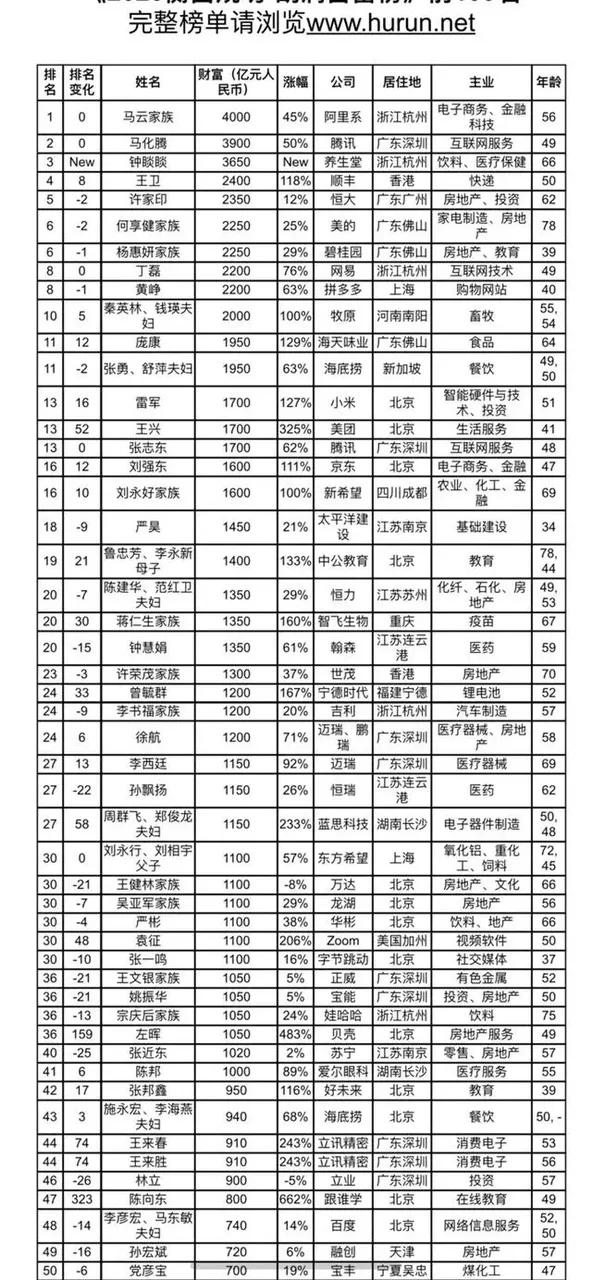 完整榜单请浏览www.hurun.net
排名 排名变化 姓名 财富（亿元人民币） 涨幅 公司 居住地 主业 年龄
1 0 马云家族 4000 45% 阿里系 浙江杭州 电子商务、金融科技 56
2 0 马化腾 3900 50% 腾讯 广东深圳 互联网服务 49
3 New 钟睒睒 3650 New 养生堂 浙江杭州 饮料、医疗保健 66
4 8 王卫 2400 118% 顺丰 香港 快递 50
5 -2 许家印 2350 12% 恒大 广东广州 房地产、投资 62
6 -2 何享健家族 2250 25% 美的 广东佛山 家电制造、房地产 78
6 -1 杨惠妍家族 2250 29% 碧桂园 广东佛山 房地产、教育 39
8 0 丁磊 2200 76% 网易 浙江杭州 互联网技术 49
8 -1 黄峥 2200 63% 拼多多 上海 购物网站 40
10 5 秦英林、钱瑛夫妇 2000 100% 牧原 河南南阳 畜牧 55, 54
11 12 庞康 1950 129% 海天味业 广东佛山 食品 64
11 -2 张勇、舒萍夫妇 1950 63% 海底捞 新加坡 餐饮 49, 50
13 16 雷军 1700 127% 小米 北京 智能硬件与技术、投资 51
13 52 王兴 1700 325% 美团 北京 生活服务 41
13 0 张志东 1700 62% 腾讯 广东深圳 互联网服务 48
16 12 刘强东 1600 111% 京东 北京 电子商务、金融 47
16 10 刘永好家族 1600 100% 新希望 四川成都 农业、化工、金融 69
18 -9 严昊 1450 21% 太平洋建设 江苏南京 基础建设 34
19 21 鲁忠芳、李永新母子 1400 133% 中公教育 北京 教育 78, 44
20 -7 陈建华、范红卫夫妇 1350 29% 恒力 江苏苏州 化纤、石化、房地产 49, 53
20 30 蒋仁生家族 1350 160% 智飞生物 重庆 疫苗 67
20 -15 钟慧娟 1350 61% 翰森 江苏连云港 医药 59
23 -3 许荣茂家族 1300 37% 世茂 香港 房地产 70
24 33 曾毓群 1200 167% 宁德时代 福建宁德 锂电池 52
24 -9 李书福家族 1200 20% 吉利 浙江杭州 汽车制造 57
24 6 徐航 1200 71% 迈瑞、鹏瑞 广东深圳 医疗器械、房地产 58
27 13 李西廷 1150 92% 迈瑞 广东深圳 医疗器械 69
27 -22 孙飘扬 1150 26% 恒瑞 江苏连云港 医药 62
27 58 周群飞、郑俊龙夫妇 1150 233% 蓝思科技 湖南长沙 电子器件制造 50, 48
30 0 刘永行、刘相宇父子 1100 57% 东方希望 上海 氧化铝、重化工、饲料 72, 45
30 -21 王健林家族 1100 -8% 万达 北京 房地产、文化 66
30 -7 吴亚军家族 1100 29% 龙湖 北京 房地产 56
30 -4 严彬 1100 38% 华彬 北京 饮料、地产 66
30 48 袁征 1100 206% Zoom 美国加州 视频软件 50
30 -10 张一鸣 1100 16% 字节跳动 北京 社交媒体 37
36 -21 王文银家族 1050 5% 正威 广东深圳 有色金属 52
36 -21 姚振华 1050 5% 宝能 广东深圳 投资、房地产 50
36 -13 宗庆后家族 1050 24% 娃哈哈 浙江杭州 饮料 75
36 159 左晖 1050 483% 贝壳 北京 房地产服务 49
40 -25 张近东 1020 2% 苏宁 江苏南京 零售、房地产 57
41 6 陈邦 1000 89% 爱尔眼科 湖南长沙 医疗服务 55
42 17 张邦鑫 950 116% 好未来 北京 教育 39
43 3 施永宏、李海燕夫妇 940 68% 海底捞 北京 餐饮 50, -
44 74 王来春 910 243% 立讯精密 广东深圳 消费电子 53
44 74 王来胜 910 243% 立讯精密 广东深圳 消费电子 56
46 -26 林立 900 -5% 立业 广东深圳 投资 57
47 323 陈向东 800 662% 跟谁学 北京 在线教育 49
48 -14 李彦宏、马东敏夫妇 740 14% 百度 北京 网络信息服务 52, 50
49 -16 孙宏斌 720 6% 融创 天津 房地产 57
50 -6 党彦宝 700 19% 宝丰 宁夏吴忠 煤化工 47